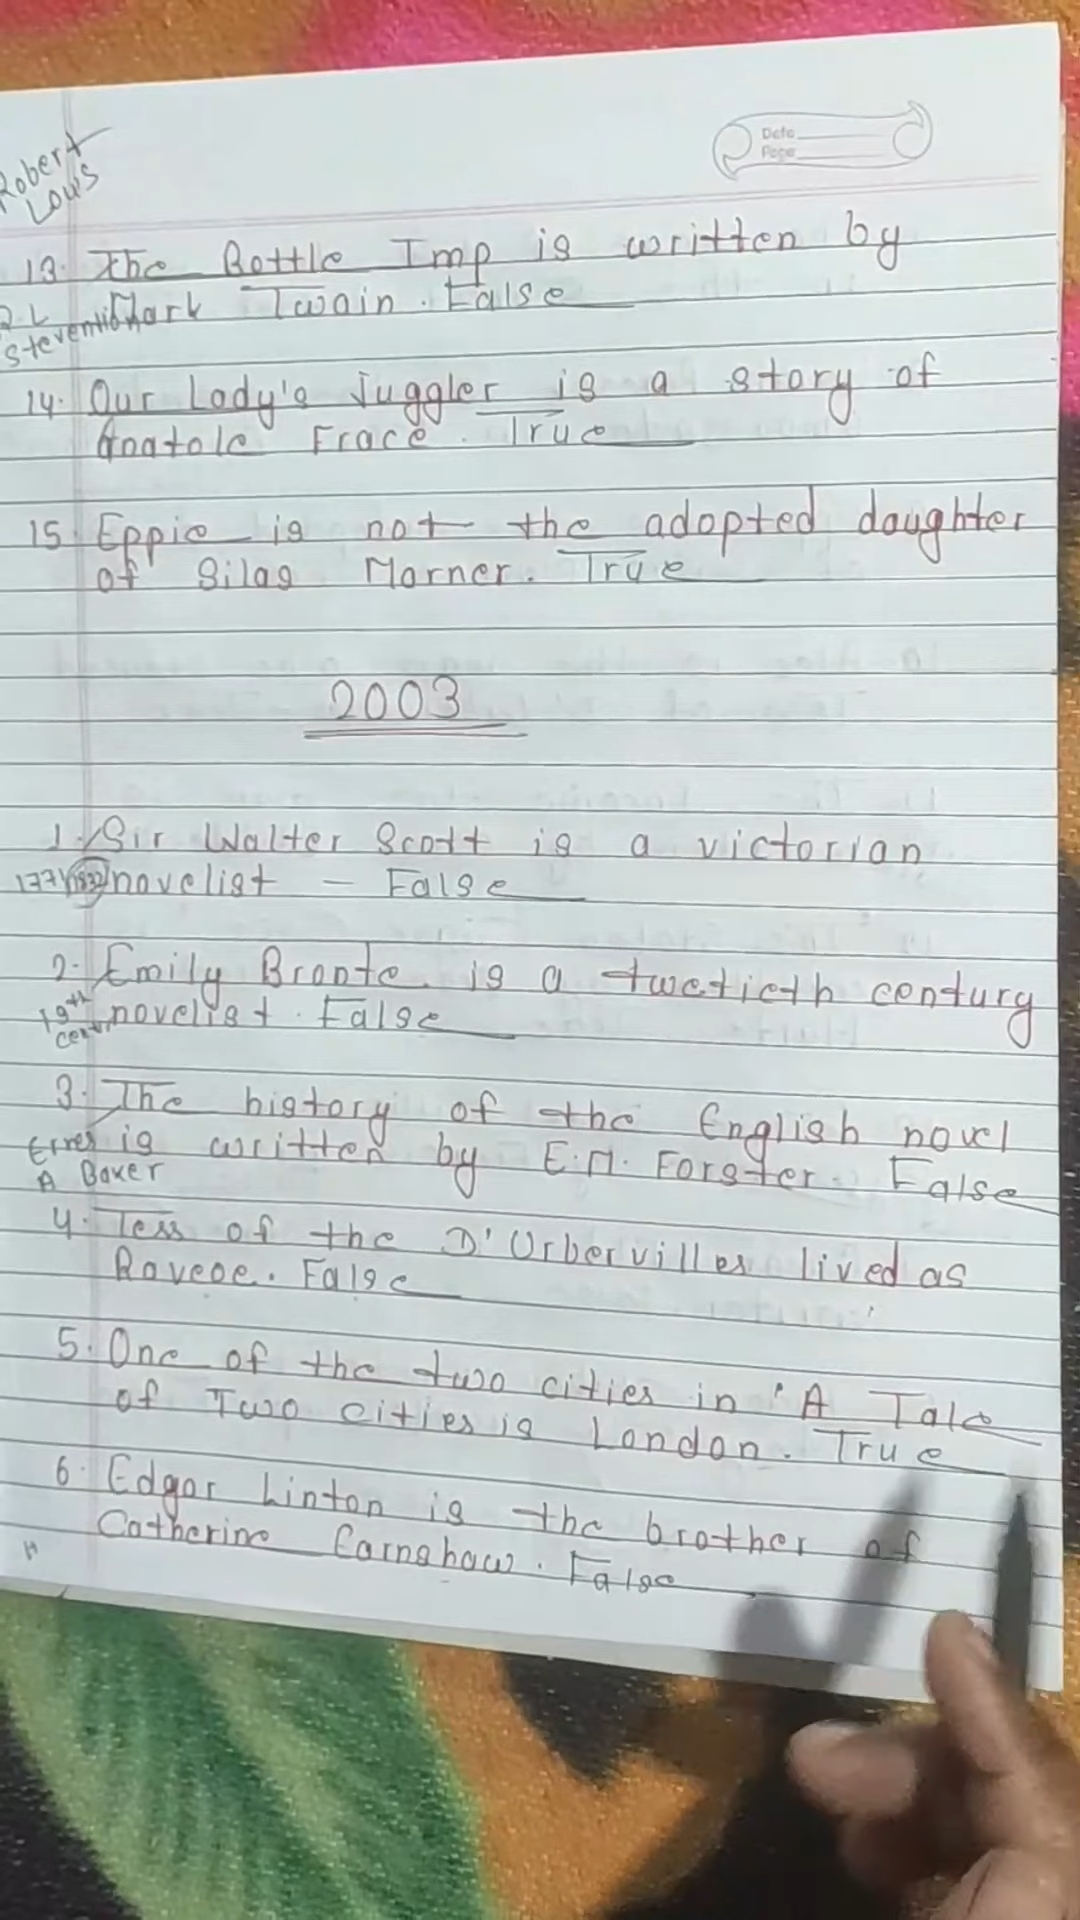 Date
Page
Robert
Louis
13. The Bottle Imp is written by
R.L
Mark Twain. False
14. Our Lady's Juggler is a story of
Anatole Frace. True
15. Eppie is not the adopted daughter
of Silas Marner. True
2003
1. Sir Walter Scott is a victorian
1771 1832 novelist - False
2. Emily Bronte is a twetieth century
19th novelist. False
cent
3. The history of the English novel
is written by E.M. Forster. False
A Baker
4. Tess of the D'Urbervilles lived as
Raveoe. False
5. One of the two cities in 'A Tale
of Two cities is London. True
6. Edgar Linton is the brother of
Catherine Earnshaw. False